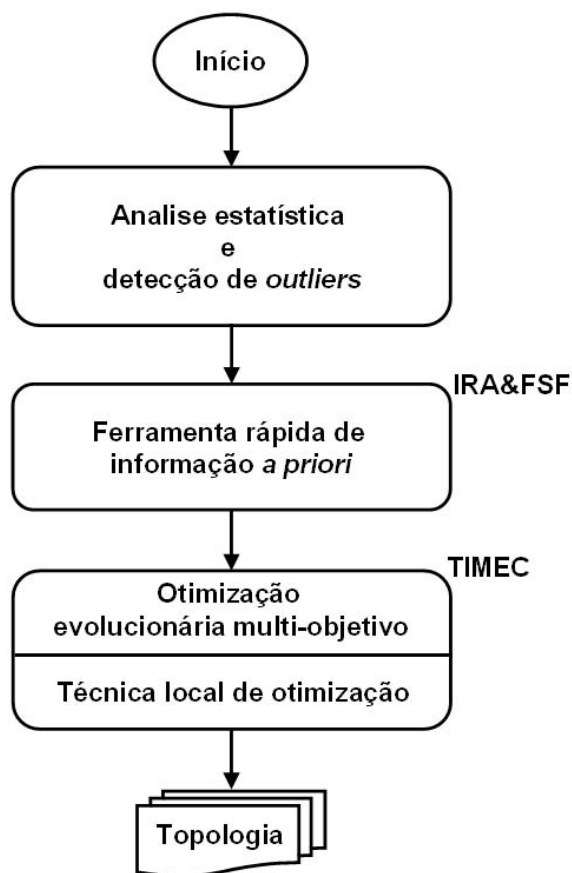 Início
Analise estatística
e
detecção de outliers
IRA&FSF
Ferramenta rápida de
informação a priori
TIMEC
Otimização
evolucionária multi-objetivo
Técnica local de otimização
Topologia